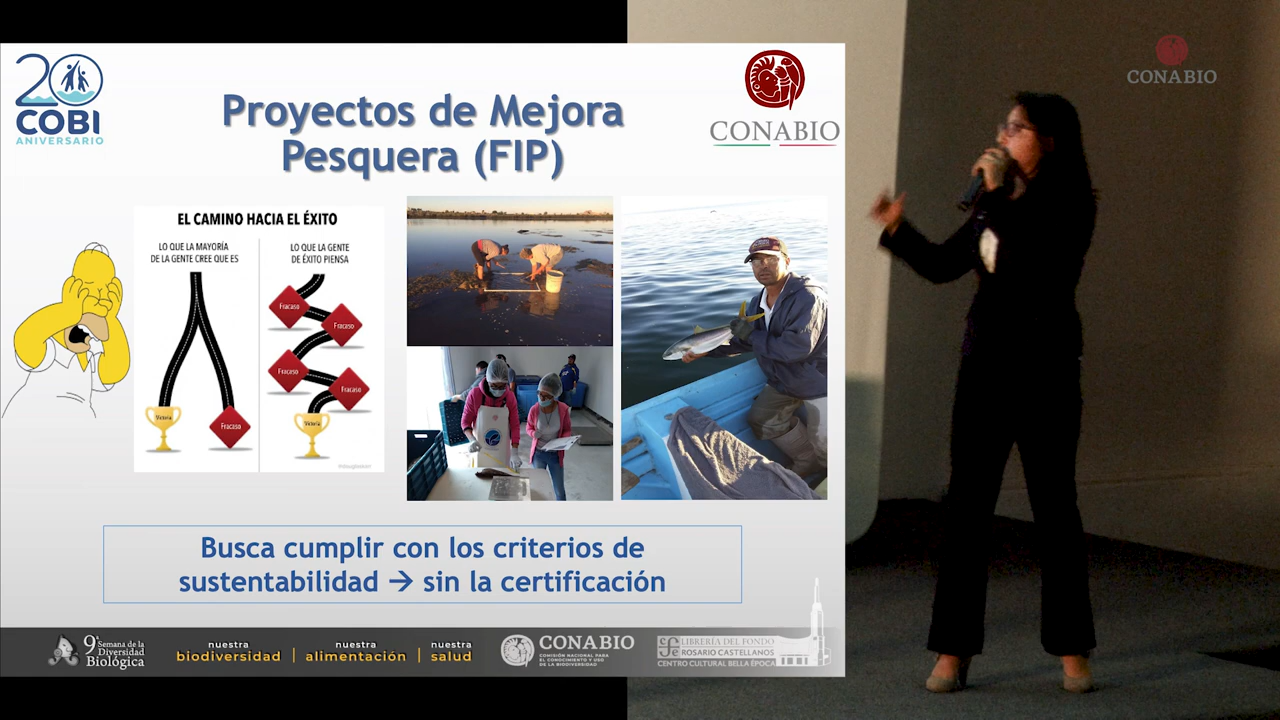 20
COBI
ANIVERSARIO
Proyectos de Mejora
Pesquera (FIP)
CONABIO
CONABIO
EL CAMINO HACIA EL ÉXITO
LO QUE LA MAYORÍA
DE LA GENTE CREE QUE ES
LO QUE LA GENTE
DE ÉXITO PIENSA
Fracaso
Fracaso
Fracaso
Fracaso
Victoria
Fracaso
Victoria
Busca cumplir con los criterios de
sustentabilidad → sin la certificación
9ª Semana de la
Diversidad
Biológica
nuestra
biodiversidad
nuestra
alimentación
nuestra
salud
CONABIO
COMISIÓN NACIONAL PARA
EL CONOCIMIENTO Y USO
DE LA BIODIVERSIDAD
LIBRERÍA DEL FONDO
ROSARIO CASTELLANOS
CENTRO CULTURAL BELLA ÉPOCA